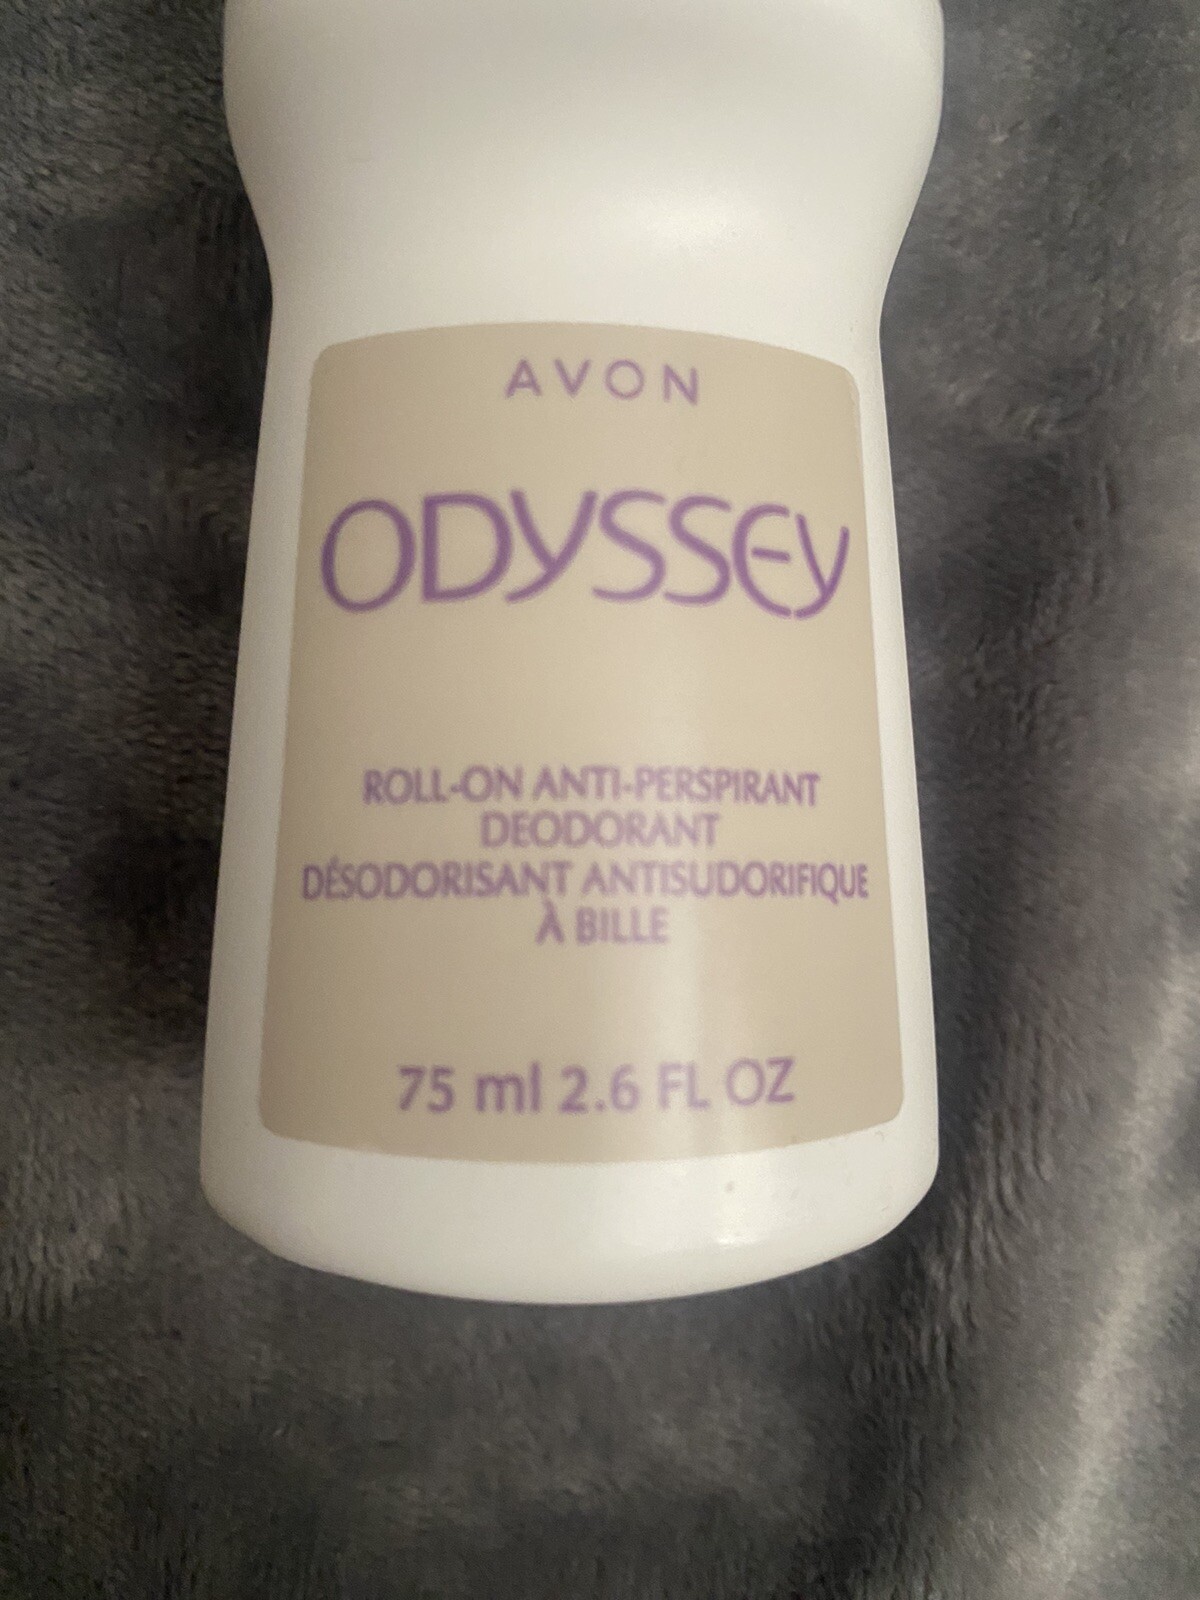 AVON
ODYSSEY
ROLL-ON ANTI-PERSPIRANT
DEODORANT
DÉSODORISANT ANTISUDORIFIQUE
À BILLE
75 ml 2.6 FL OZ